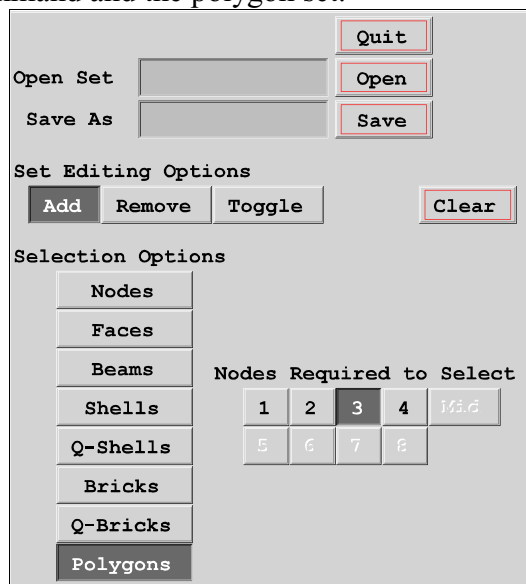 mmand and the polygon set.
Quit
Open Set Open
Save As Save
Set Editing Options
Add Remove Toggle Clear
Selection Options
Nodes
Faces
Beams Nodes Required to Select
Shells 1 2 3 4 Mid
Q-Shells 5 6 7 8
Bricks
Q-Bricks
Polygons